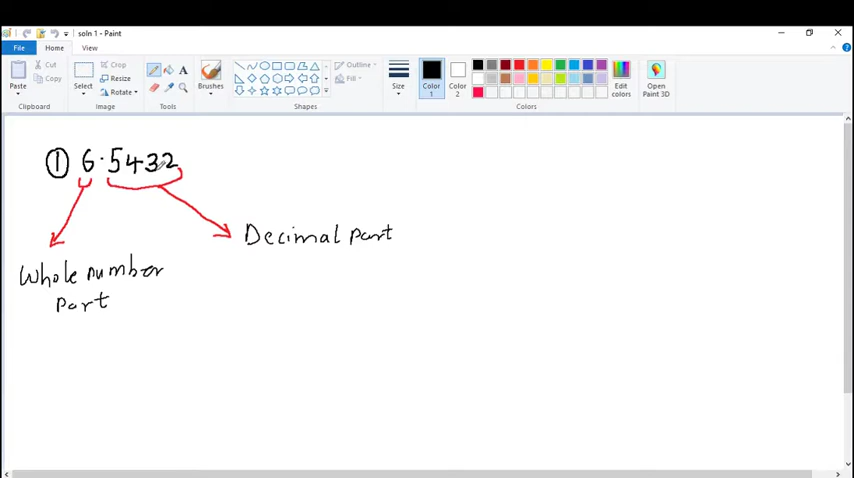 soln 1 - Paint
File Home View
Paste Cut Copy Select Crop Resize Rotate A Brushes Outline Fill Size Color 1 Color 2 Edit colors Open Paint 3D
Clipboard Image Tools Shapes Colors
① 6.5432
Decimal part
Whole number
part